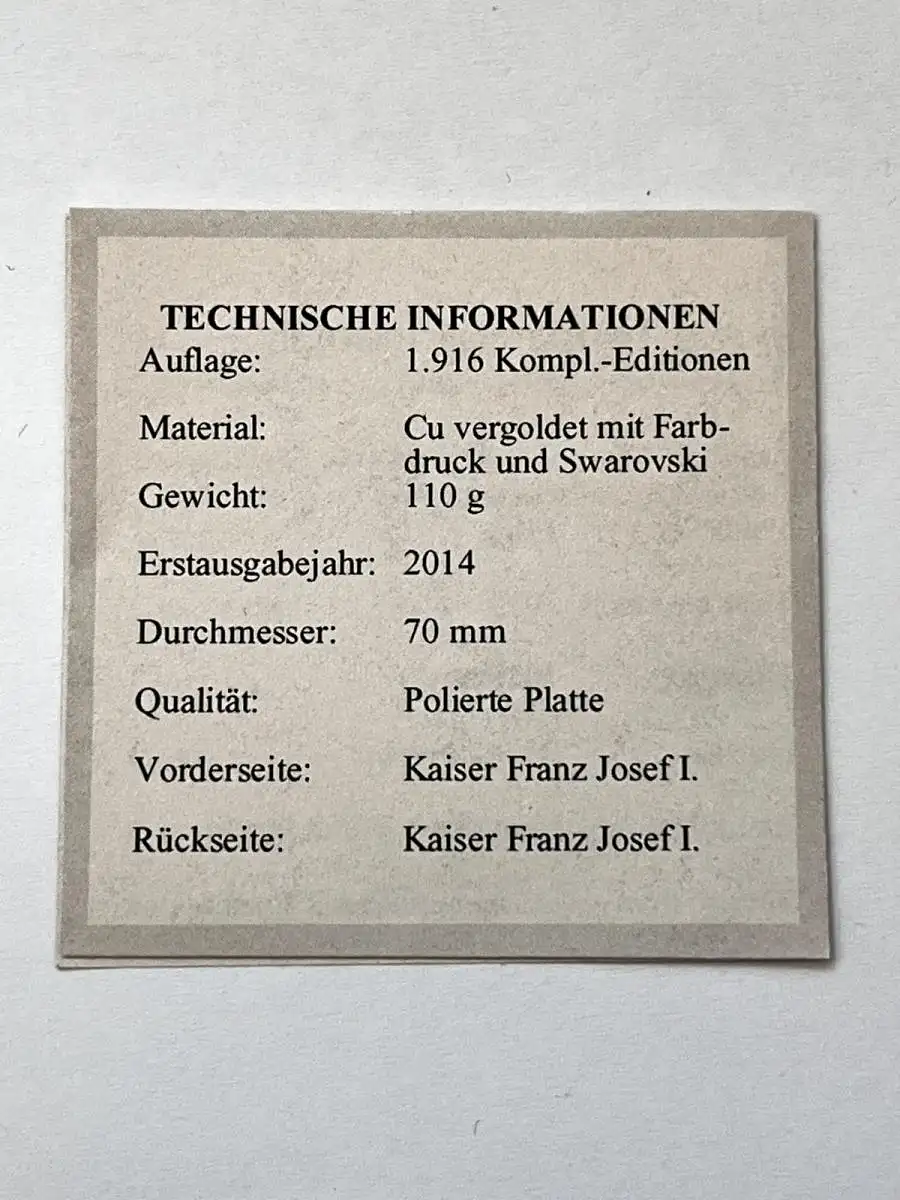 TECHNISCHE INFORMATIONEN
Auflage: 1.916 Kompl.-Editionen
Material: Cu vergoldet mit Farb-
druck und Swarovski
Gewicht: 110 g
Erstausgabejahr: 2014
Durchmesser: 70 mm
Qualität: Polierte Platte
Vorderseite: Kaiser Franz Josef I.
Rückseite: Kaiser Franz Josef I.